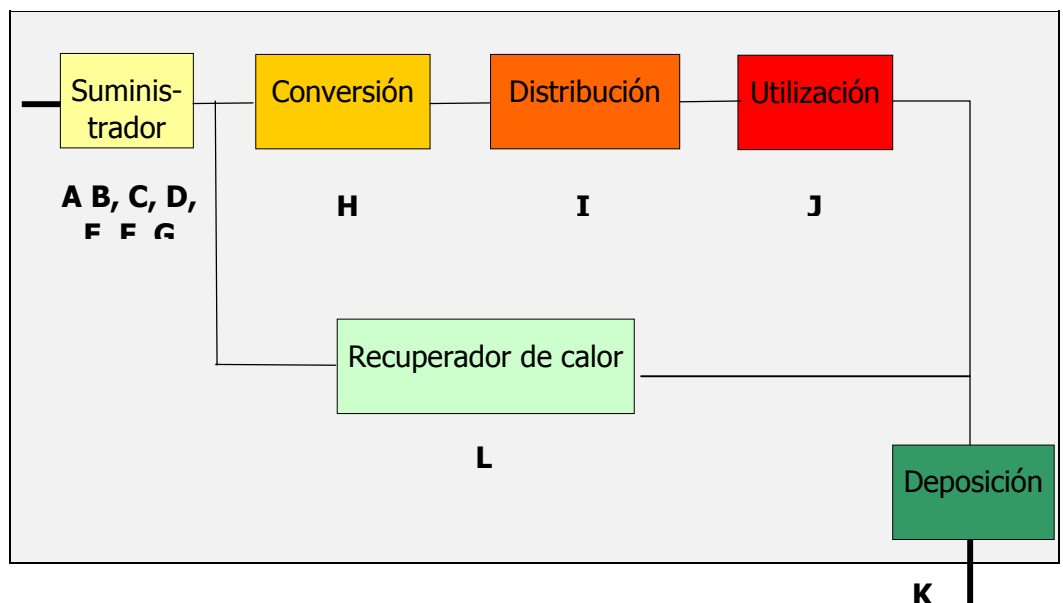 Suminis-
trador
Conversión
Distribución
Utilización
A B, C, D,
E, F, G
H
I
J
Recuperador de calor
L
Deposición
K